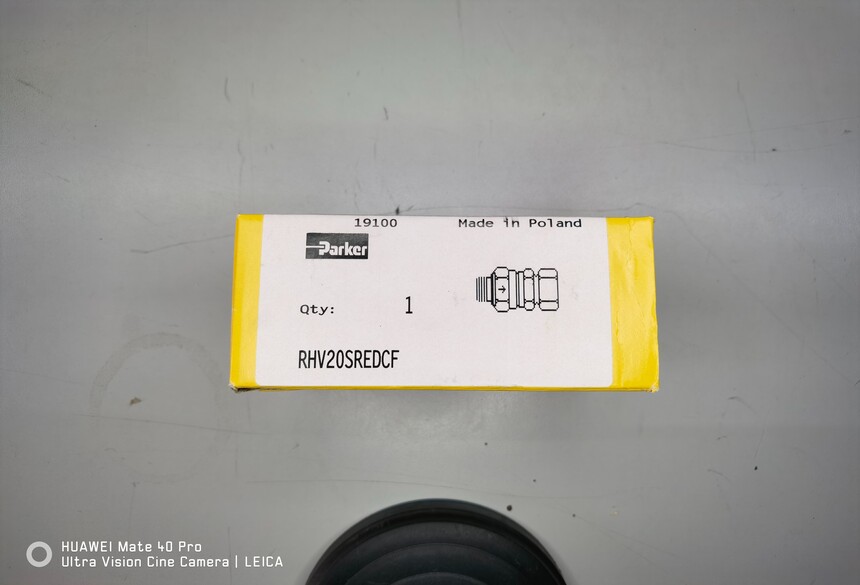 19100 Made in Poland
Parker
Qty: 1
RHV20SREDCF
HUAWEI Mate 40 Pro
Ultra Vision Cine Camera | LEICA